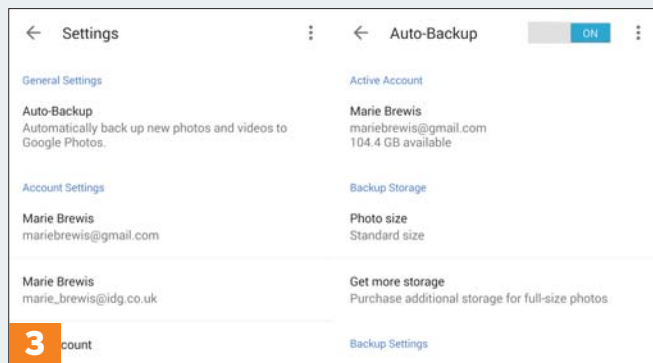 Settings
General Settings
Auto-Backup
Automatically back up new photos and videos to
Google Photos.
Account Settings
Marie Brewis
mariebrewis@gmail.com
Marie Brewis
marie_brewis@idg.co.uk
count
3
Auto-Backup
ON
Active Account
Marie Brewis
mariebrewis@gmail.com
104.4 GB available
Backup Storage
Photo size
Standard size
Get more storage
Purchase additional storage for full-size photos
Backup Settings